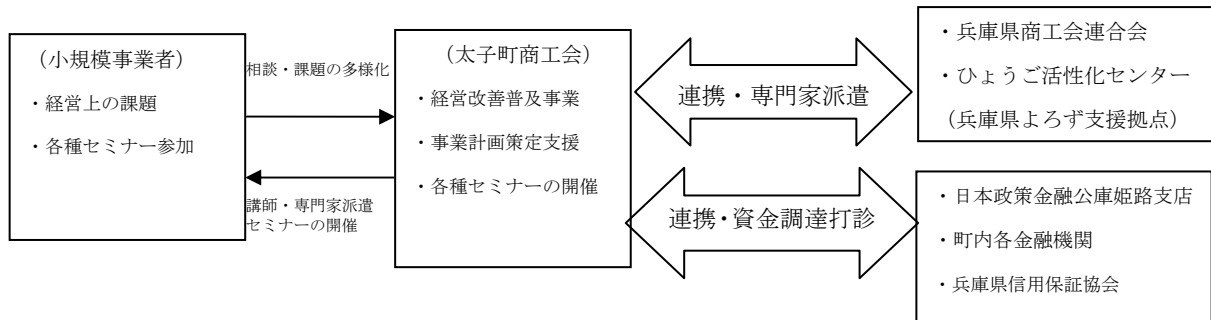 （小規模事業者）
・経営上の課題
・各種セミナー参加
相談・課題の多様化
講師・専門家派遣
セミナーの開催
（太子町商工会）
・経営改善普及事業
・事業計画策定支援
・各種セミナーの開催
連携・専門家派遣
連携・資金調達打診
・兵庫県商工会連合会
・ひょうご活性化センター
（兵庫県よろず支援拠点）
・日本政策金融公庫姫路支店
・町内各金融機関
・兵庫県信用保証協会